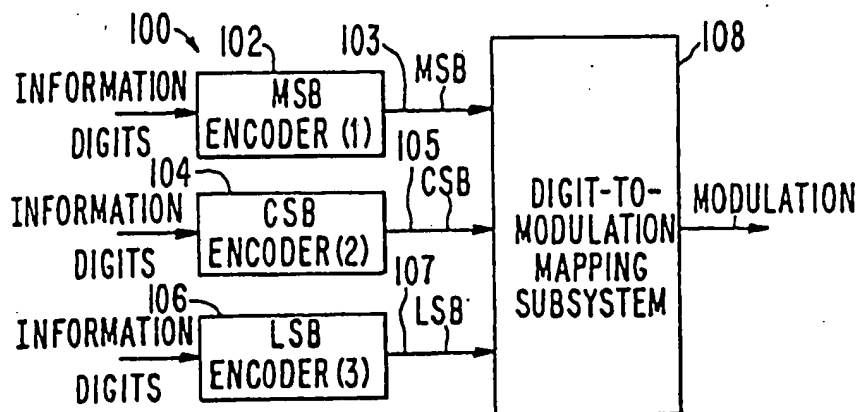 100
102
103
MSB
108
INFORMATION
DIGITS
MSB
ENCODER (1)
104
105
CSB
INFORMATION
DIGITS
CSB
ENCODER (2)
DIGIT-TO-
MODULATION
MAPPING
SUBSYSTEM
MODULATION
106
107
LSB
INFORMATION
DIGITS
LSB
ENCODER (3)